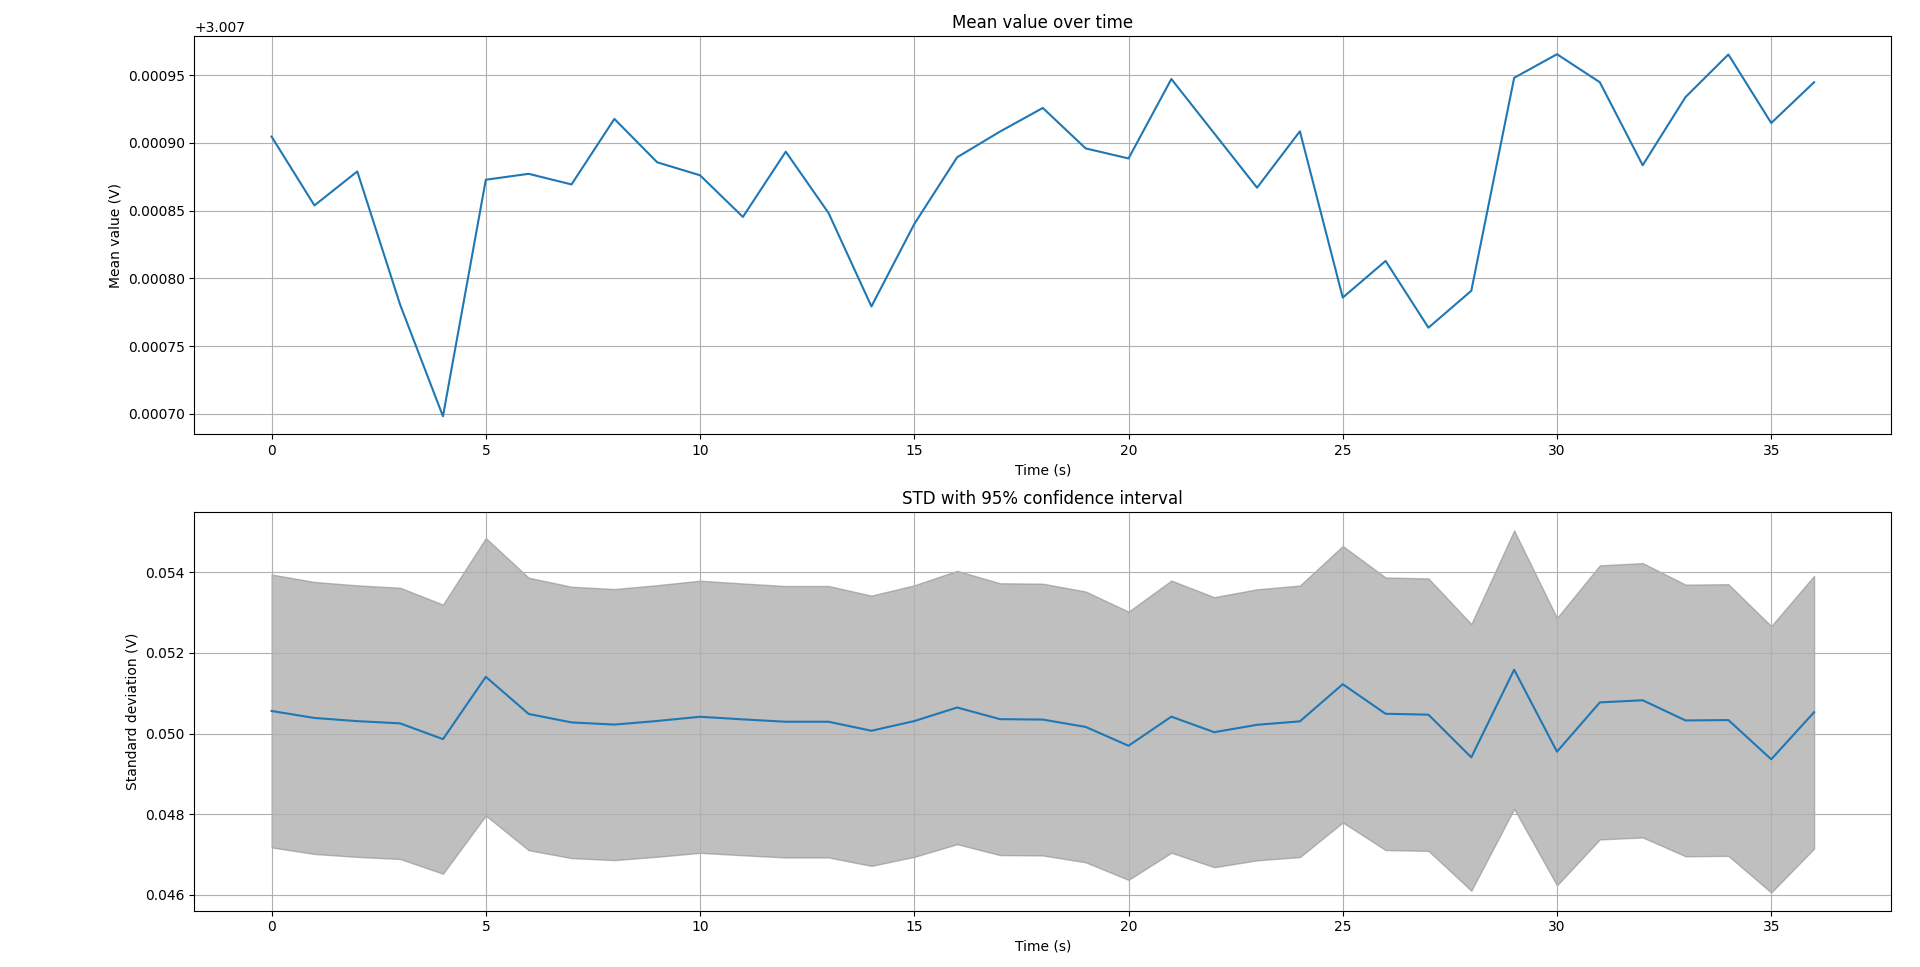 +3.007
Mean value over time
Mean value (V)
0.00095
0.00090
0.00085
0.00080
0.00075
0.00070
0 5 10 15 20 25 30 35
Time (s)
STD with 95% confidence interval
Standard deviation (V)
0.054
0.052
0.050
0.048
0.046
0 5 10 15 20 25 30 35
Time (s)